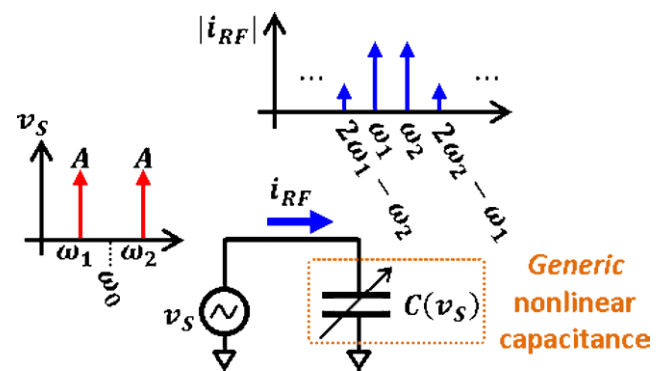 |i_RF|
... ...
2ω₁ − ω₂
ω₁
ω₂
2ω₂ − ω₁
v_S
A A
ω₁ ω₀ ω₂
i_RF
v_S
C(v_S)
Generic
nonlinear
capacitance